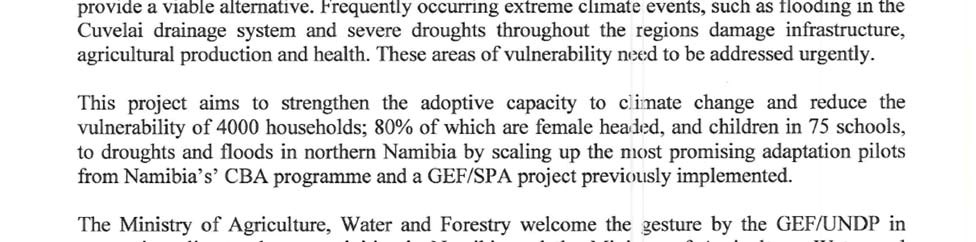 provide a viable alternative. Frequently occurring extreme climate events, such as flooding in the
Cuvelai drainage system and severe droughts throughout the regions damage infrastructure,
agricultural production and health. These areas of vulnerability need to be addressed urgently.
This project aims to strengthen the adoptive capacity to climate change and reduce the
vulnerability of 4000 households; 80% of which are female headed, and children in 75 schools,
to droughts and floods in northern Namibia by scaling up the most promising adaptation pilots
from Namibia's' CBA programme and a GEF/SPA project previously implemented.
The Ministry of Agriculture, Water and Forestry welcome the gesture by the GEF/UNDP in